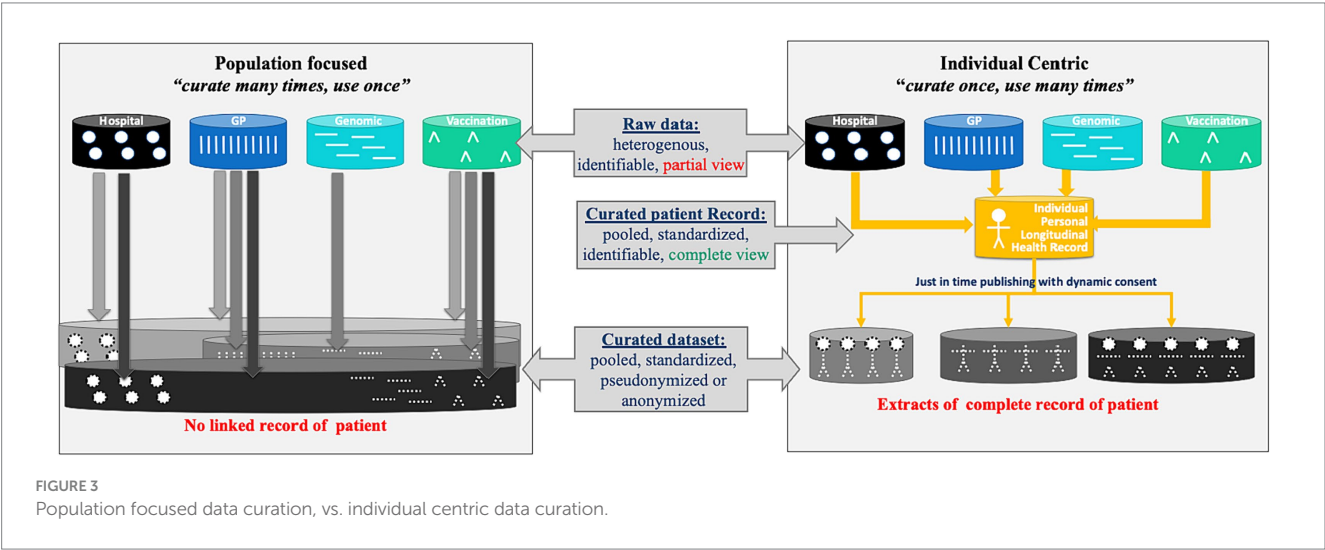 Population focused
“curate many times, use once”
Hospital
GP
Genomic
Vaccination
No linked record of patient
Raw data:
heterogenous,
identifiable, partial view
Curated patient Record:
pooled, standardized,
identifiable, complete view
Curated dataset:
pooled, standardized,
pseudonymized or
anonymized
Individual Centric
“curate once, use many times”
Hospital
GP
Genomic
Vaccination
Individual
Personal
Longitudinal
Health Record
Just in time publishing with dynamic consent
Extracts of complete record of patient
FIGURE 3
Population focused data curation, vs. individual centric data curation.